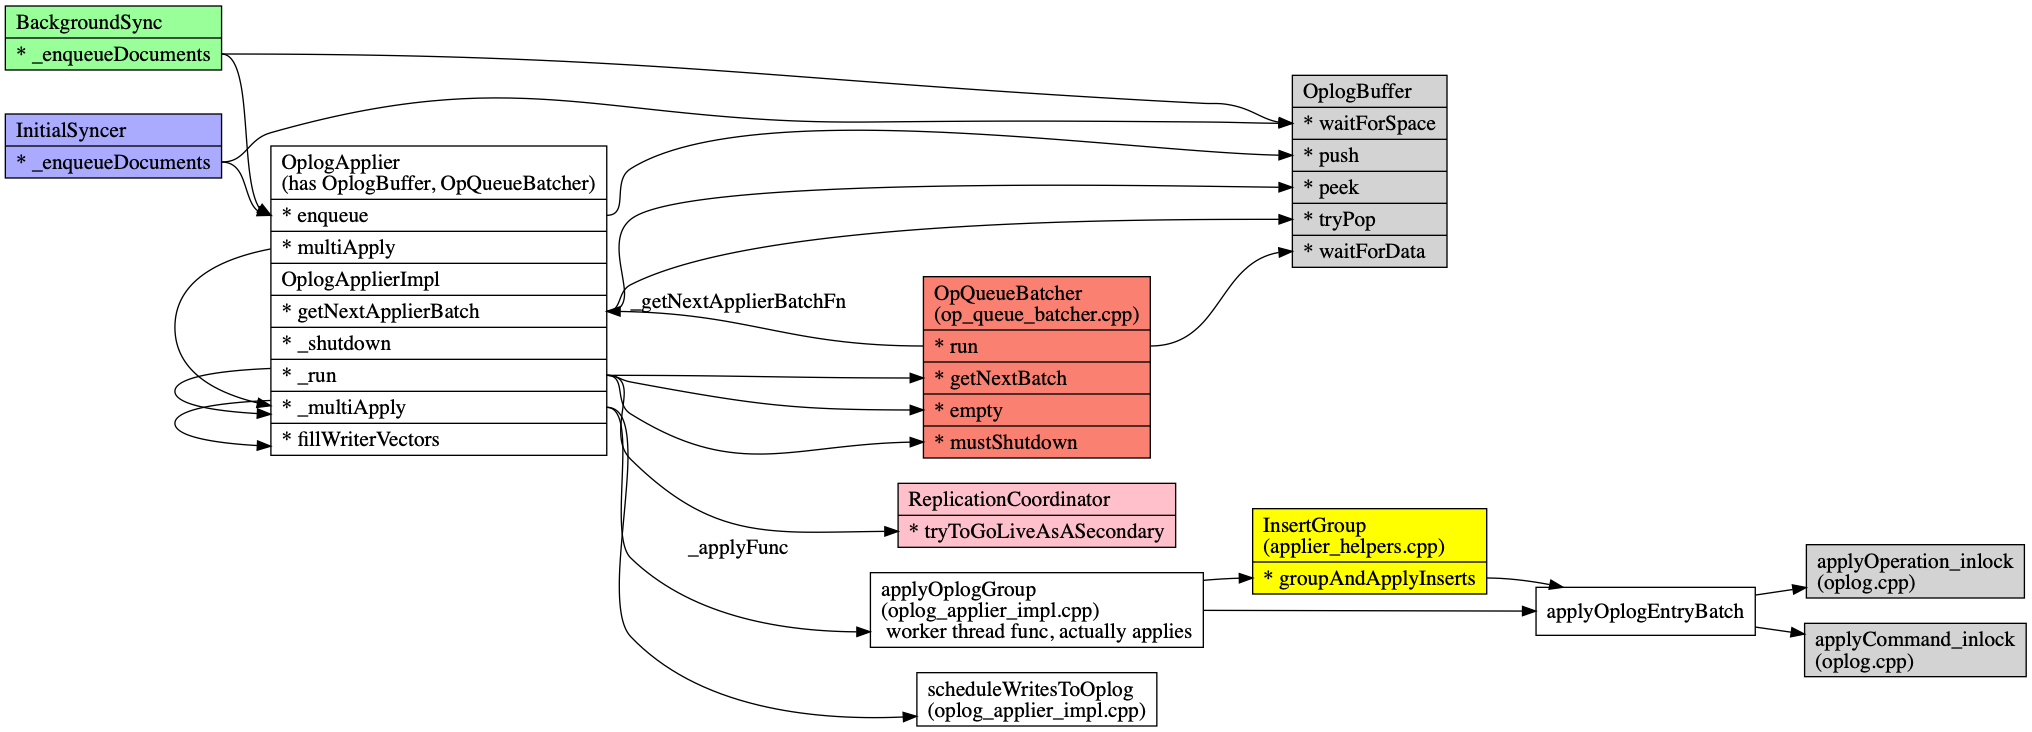 BackgroundSync
* _enqueueDocuments
InitialSyncer
* _enqueueDocuments
OplogApplier
(has OplogBuffer, OpQueueBatcher)
* enqueue
* multiApply
OplogApplierImpl
* getNextApplierBatch
* _shutdown
* _run
* _multiApply
* fillWriterVectors
OplogBuffer
* waitForSpace
* push
* peek
* tryPop
* waitForData
_getNextApplierBatchFn
OpQueueBatcher
(op_queue_batcher.cpp)
* run
* getNextBatch
* empty
* mustShutdown
ReplicationCoordinator
* tryToGoLiveAsASecondary
_applyFunc
applyOplogGroup
(oplog_applier_impl.cpp)
worker thread func, actually applies
scheduleWritesToOplog
(oplog_applier_impl.cpp)
InsertGroup
(applier_helpers.cpp)
* groupAndApplyInserts
applyOplogEntryBatch
applyOperation_inlock
(oplog.cpp)
applyCommand_inlock
(oplog.cpp)